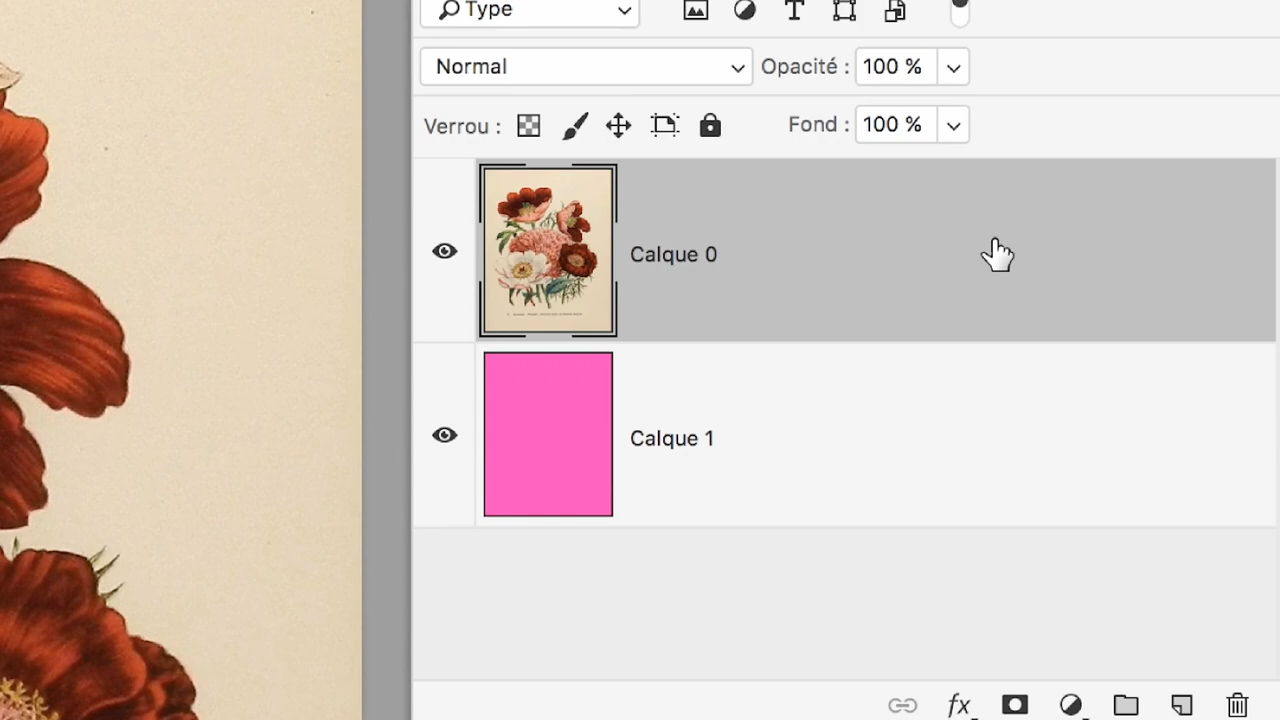 Type
Normal
Opacité : 100 %
Verrou :
Fond : 100 %
Calque 0
Calque 1
fx